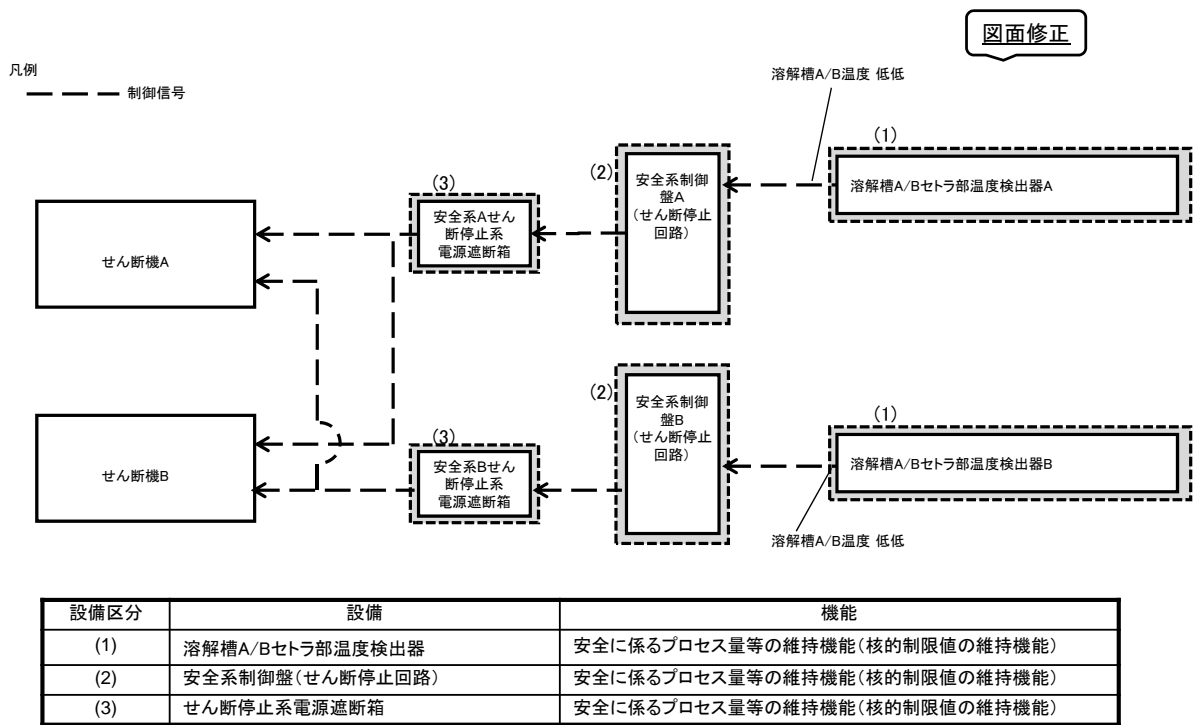 図面修正
凡例
制御信号
溶解槽A/B温度 低低
(1)
溶解槽A/Bセトラ部温度検出器A
(2)
安全系制御
盤A
(せん断停止
回路)
(3)
安全系Aせん
断停止系
電源遮断箱
せん断機A
(2)
安全系制御
盤B
(せん断停止
回路)
(1)
溶解槽A/Bセトラ部温度検出器B
(3)
安全系Bせん
断停止系
電源遮断箱
せん断機B
溶解槽A/B温度 低低
設備区分 設備 機能
(1) 溶解槽A/Bセトラ部温度検出器 安全に係るプロセス量等の維持機能(核的制限値の維持機能)
(2) 安全系制御盤(せん断停止回路) 安全に係るプロセス量等の維持機能(核的制限値の維持機能)
(3) せん断停止系電源遮断箱 安全に係るプロセス量等の維持機能(核的制限値の維持機能)